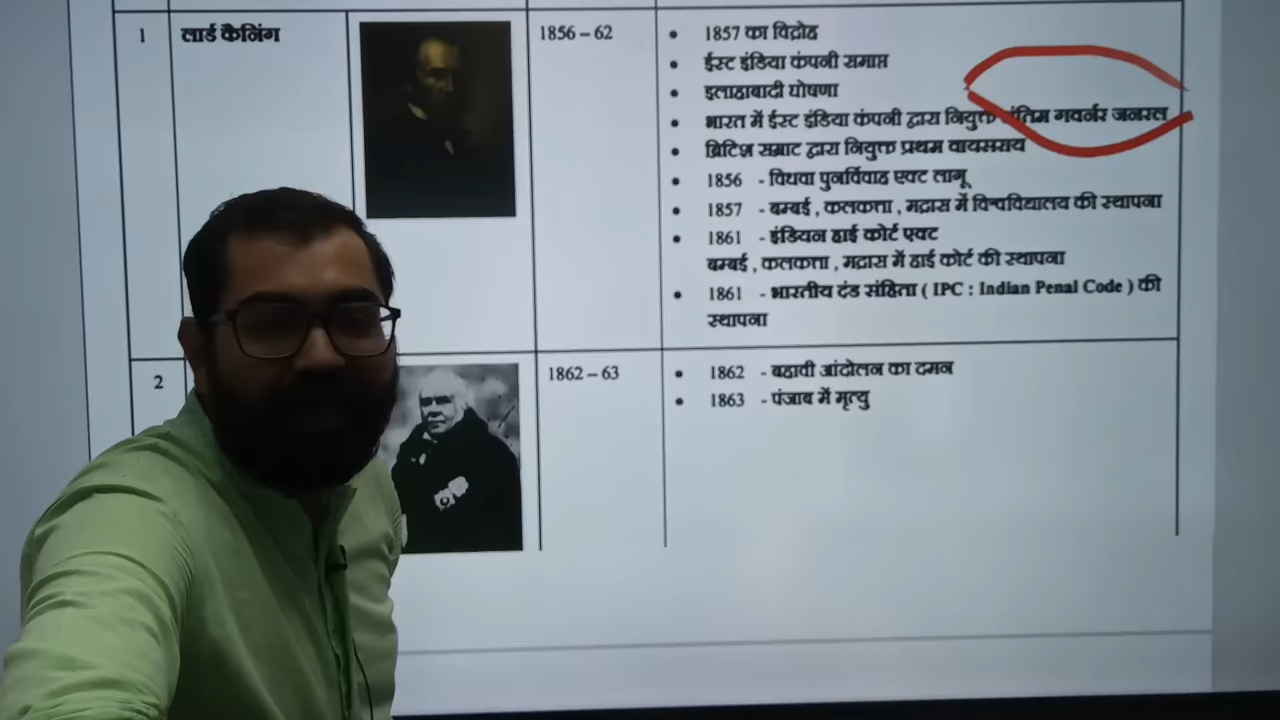 1 लार्ड कैनिंग 1856 – 62
• 1857 का विद्रोह
• ईस्ट इंडिया कंपनी समाप्त
• इलाहाबादी घोषणा
• भारत में ईस्ट इंडिया कंपनी द्वारा नियुक्त अंतिम गवर्नर जनरल
• ब्रिटिश सम्राट द्वारा नियुक्त प्रथम वायसराय
• 1856 - विधवा पुनर्विवाह एक्ट लागू
• 1857 - बम्बई , कलकत्ता , मद्रास में विश्वविद्यालय की स्थापना
• 1861 - इंडियन हाई कोर्ट एक्ट
बम्बई , कलकत्ता , मद्रास में हाई कोर्ट की स्थापना
• 1861 - भारतीय दंड संहिता ( IPC : Indian Penal Code ) की
स्थापना
2 1862 – 63
• 1862 - बहावी आंदोलन का दमन
• 1863 - पंजाब में मृत्यु